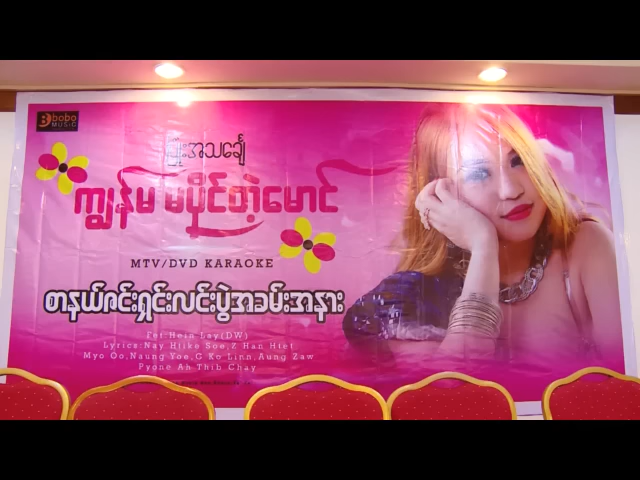 bobo
MUSIC
ဖြူးအသချေ်
ကျွန်မ မပိုင်တဲ့မောင်
MTV/DVD KARAOKE
စာနယ်ဇင်းရှင်းလင်းပွဲအခမ်းအနား
Fet:Hein Ley(DW)
Lyrics:Nay Htike Soe,Z Han Htet
Myo Oo,Naung Yoe,G Ko Linn,Aung Zaw
Pyone Ah Thib Chay